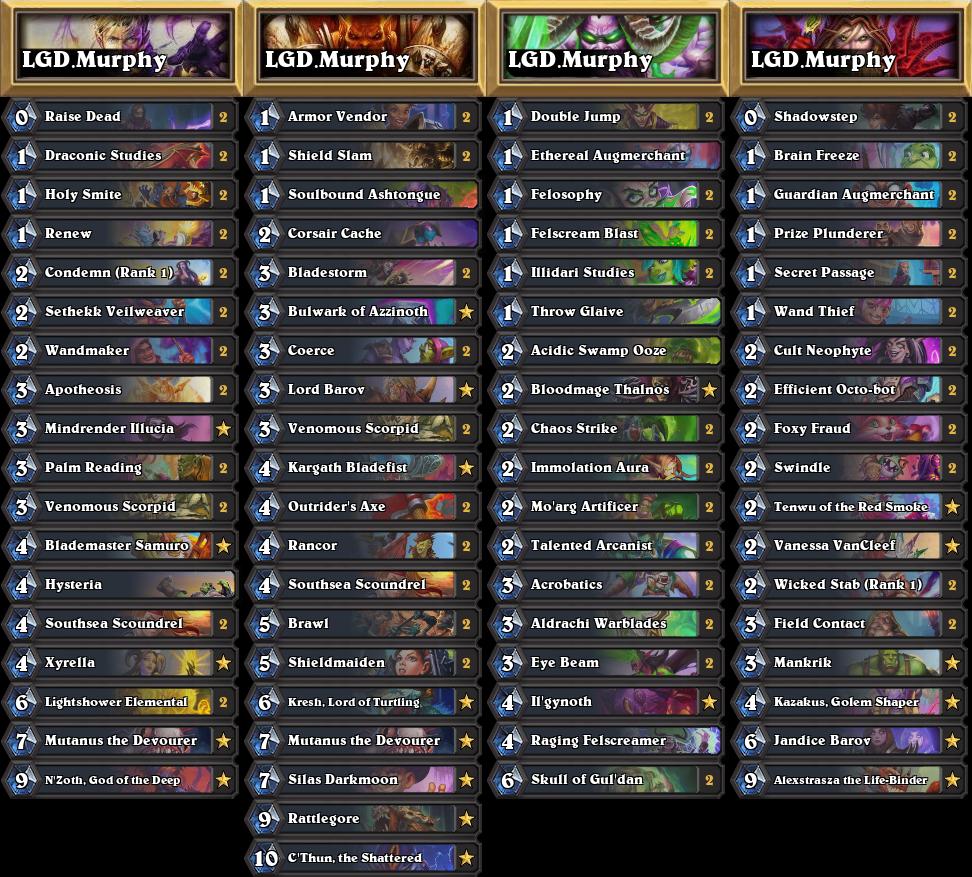 LGD.Murphy
0 Raise Dead 2
1 Draconic Studies 2
1 Holy Smite 2
1 Renew 2
2 Condemn (Rank 1) 2
2 Sethekk Veilweaver 2
2 Wandmaker 2
3 Apotheosis 2
3 Mindrender Illucia
3 Palm Reading 2
3 Venomous Scorpid 2
4 Blademaster Samuro
4 Hysteria
4 Southsea Scoundrel 2
4 Xyrella
6 Lightshower Elemental 2
7 Mutanus the Devourer
9 N'Zoth, God of the Deep
LGD.Murphy
1 Armor Vendor 2
1 Shield Slam 2
1 Soulbound Ashtongue
2 Corsair Cache
3 Bladestorm 2
3 Bulwark of Azzinoth
3 Coerce 2
3 Lord Barov
3 Venomous Scorpid 2
4 Kargath Bladefist
4 Outrider's Axe 2
4 Rancor 2
4 Southsea Scoundrel 2
5 Brawl 2
5 Shieldmaiden 2
6 Kresh, Lord of Turtling
7 Mutanus the Devourer
7 Silas Darkmoon
9 Rattlegore
10 C'Thun, the Shattered
LGD.Murphy
1 Double Jump 2
1 Ethereal Augmerchant
1 Felosophy 2
1 Felscream Blast 2
1 Illidari Studies 2
1 Throw Glaive
2 Acidic Swamp Ooze
2 Bloodmage Thalnos
2 Chaos Strike 2
2 Immolation Aura 2
2 Mo'arg Artificer 2
2 Talented Arcanist 2
3 Acrobatics 2
3 Aldrachi Warblades 2
3 Eye Beam 2
4 Il'gynoth
4 Raging Felscreamer
6 Skull of Gul'dan 2
LGD.Murphy
0 Shadowstep 2
1 Brain Freeze 2
1 Guardian Augmerchant 2
1 Prize Plunderer 2
1 Secret Passage 2
1 Wand Thief 2
2 Cult Neophyte 2
2 Efficient Octo-bot 2
2 Foxy Fraud 2
2 Swindle 2
2 Tenwu of the Red Smoke
2 Vanessa VanCleef
2 Wicked Stab (Rank 1) 2
3 Field Contact 2
3 Mankrik
4 Kazakus, Golem Shaper
6 Jandice Barov
9 Alexstrasza the Life-Binder